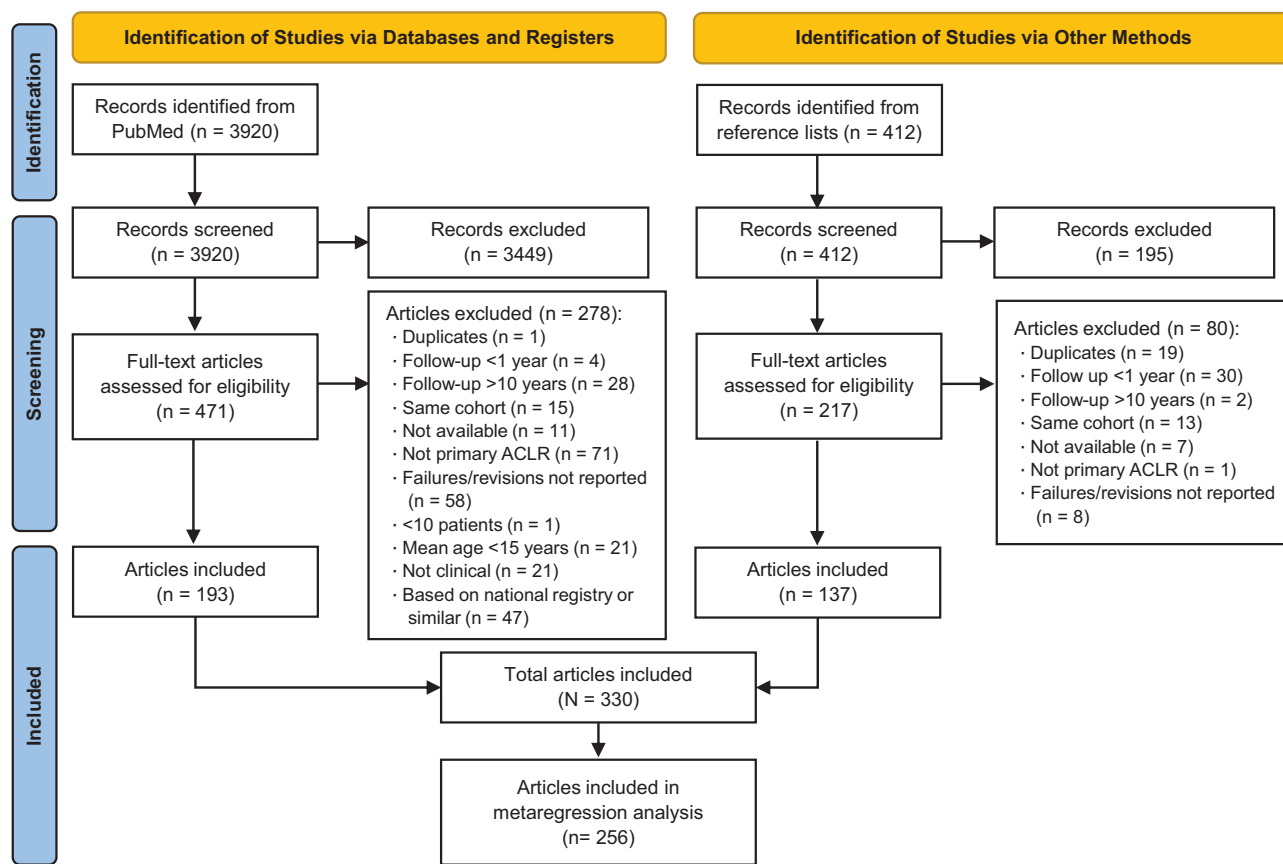 Identification of Studies via Databases and Registers
Identification of Studies via Other Methods
Identification
Records identified from
PubMed (n = 3920)
Records identified from
reference lists (n = 412)
Screening
Records screened
(n = 3920)
Records excluded
(n = 3449)
Records screened
(n = 412)
Records excluded
(n = 195)
Full-text articles
assessed for eligibility
(n = 471)
Articles excluded (n = 278):
· Duplicates (n = 1)
· Follow-up <1 year (n = 4)
· Follow-up >10 years (n = 28)
· Same cohort (n = 15)
· Not available (n = 11)
· Not primary ACLR (n = 71)
· Failures/revisions not reported
(n = 58)
· <10 patients (n = 1)
· Mean age <15 years (n = 21)
· Not clinical (n = 21)
· Based on national registry or
similar (n = 47)
Full-text articles
assessed for eligibility
(n = 217)
Articles excluded (n = 80):
· Duplicates (n = 19)
· Follow up <1 year (n = 30)
· Follow-up >10 years (n = 2)
· Same cohort (n = 13)
· Not available (n = 7)
· Not primary ACLR (n = 1)
· Failures/revisions not reported
(n = 8)
Included
Articles included
(n = 193)
Articles included
(n = 137)
Total articles included
(N = 330)
Articles included in
metaregression analysis
(n= 256)